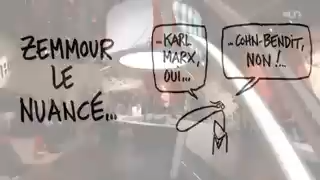 ZEMMOUR
LE
NUANCÉ...
..KARL
MARX,
OUI...
..COHN-BENDIT,
NON!..